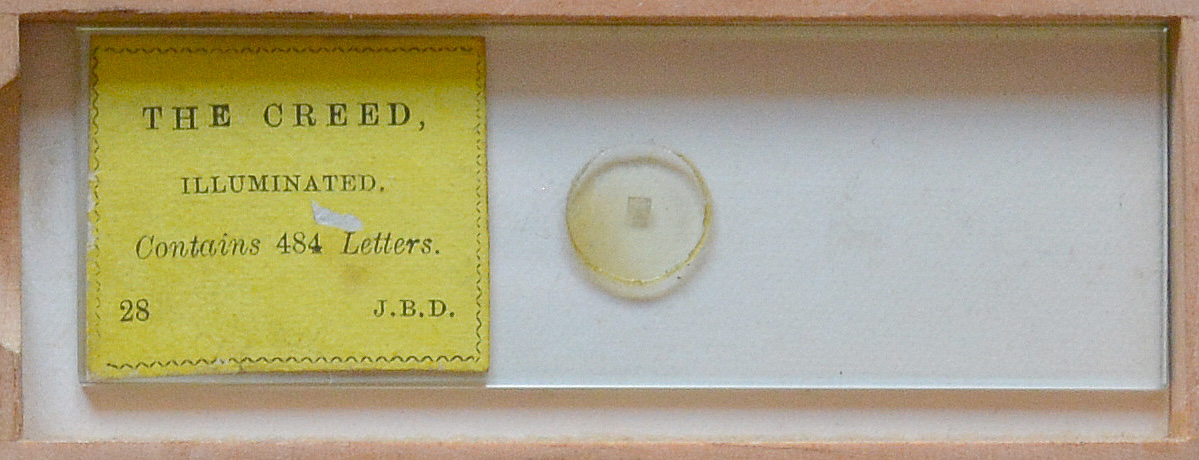 THE CREED,
ILLUMINATED.
Contains 484 Letters.
28 J.B.D.